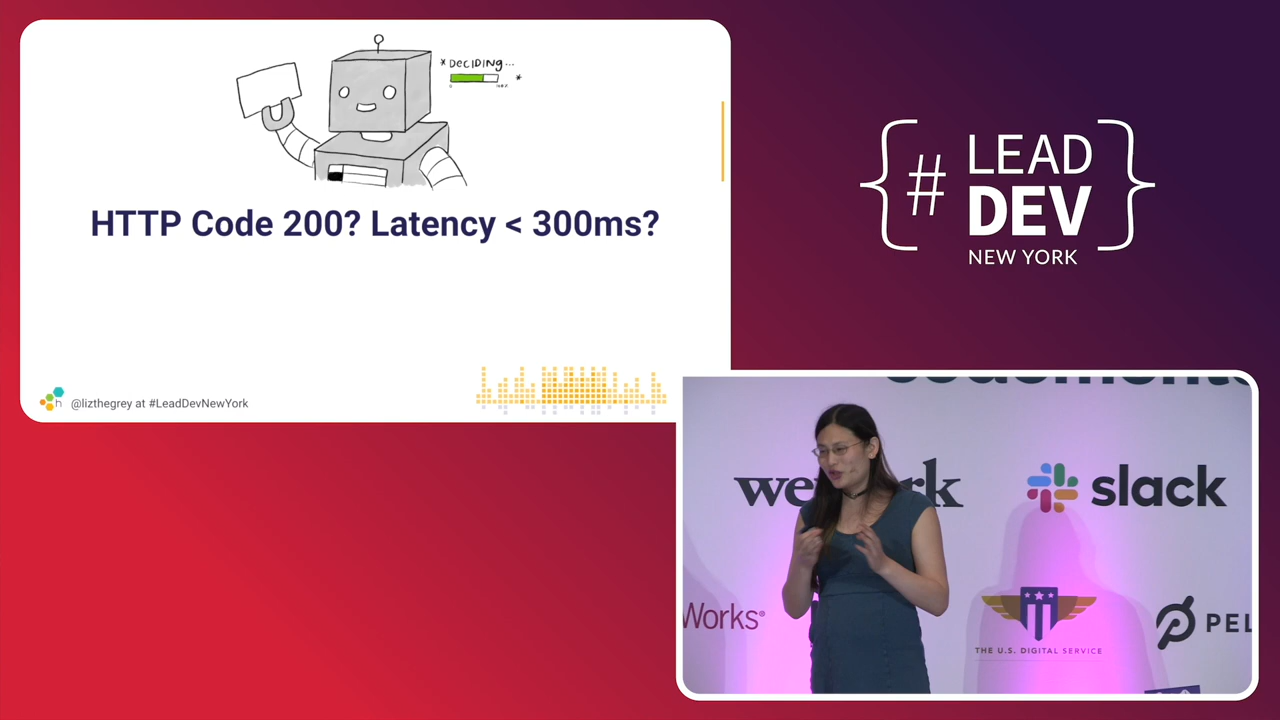 * DECIDING... *
HTTP Code 200? Latency < 300ms?
h
@lizthegrey at #LeadDevNewYork
{# LEAD
DEV}
NEW YORK
slack
Works®
THE U.S. DIGITAL SERVICE
PEL